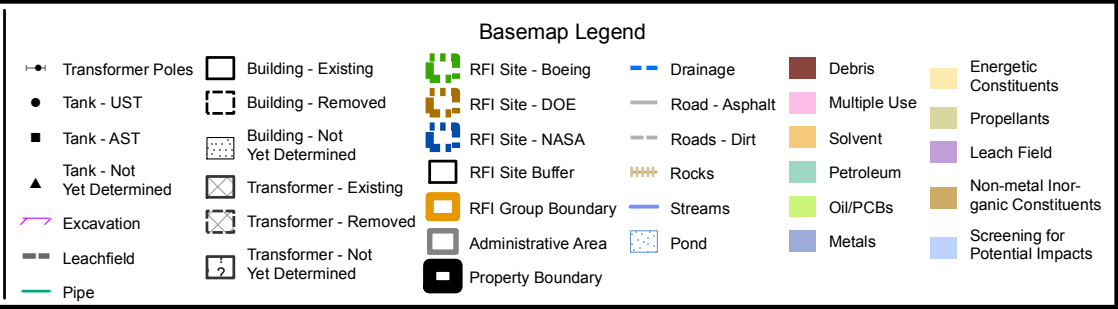 Basemap Legend
Transformer Poles
Tank - UST
Tank - AST
Tank - Not
Yet Determined
Excavation
Leachfield
Pipe
Building - Existing
Building - Removed
Building - Not
Yet Determined
Transformer - Existing
Transformer - Removed
?
Transformer - Not
Yet Determined
RFI Site - Boeing
RFI Site - DOE
RFI Site - NASA
RFI Site Buffer
RFI Group Boundary
Administrative Area
Property Boundary
Drainage
Road - Asphalt
Roads - Dirt
Rocks
Streams
Pond
Debris
Multiple Use
Solvent
Petroleum
Oil/PCBs
Metals
Energetic
Constituents
Propellants
Leach Field
Non-metal Inor-
ganic Constituents
Screening for
Potential Impacts